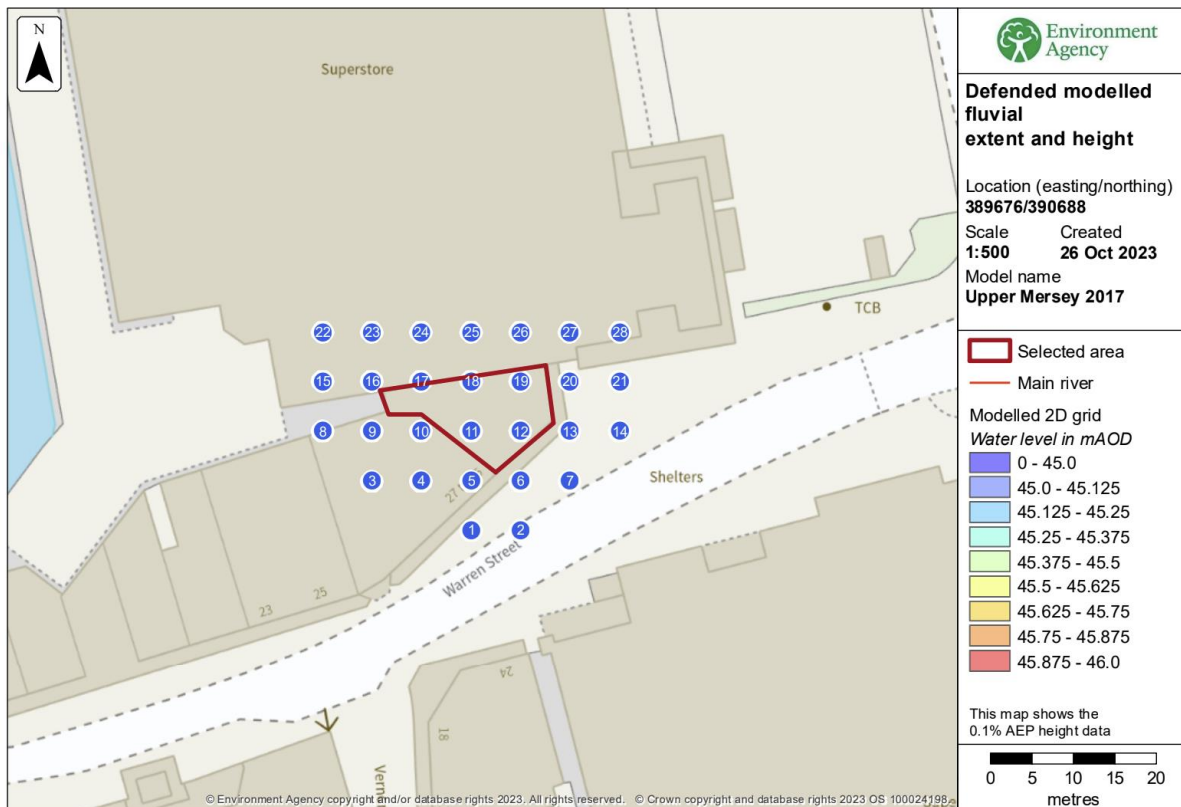 N
Superstore
TCB
22 23 24 25 26 27 28
15 16 17 18 19 20 21
8 9 10 11 12 13 14
3 4 5 6 7
1 2
Shelters
Warren Street
25
23
24
18
© Environment Agency copyright and/or database rights 2023. All rights reserved. © Crown copyright and database rights 2023 OS 100024198.
Environment
Agency
Defended modelled
fluvial
extent and height
Location (easting/northing)
389676/390688
Scale Created
1:500 26 Oct 2023
Model name
Upper Mersey 2017
Selected area
Main river
Modelled 2D grid
Water level in mAOD
0 - 45.0
45.0 - 45.125
45.125 - 45.25
45.25 - 45.375
45.375 - 45.5
45.5 - 45.625
45.625 - 45.75
45.75 - 45.875
45.875 - 46.0
This map shows the
0.1% AEP height data
0 5 10 15 20
metres